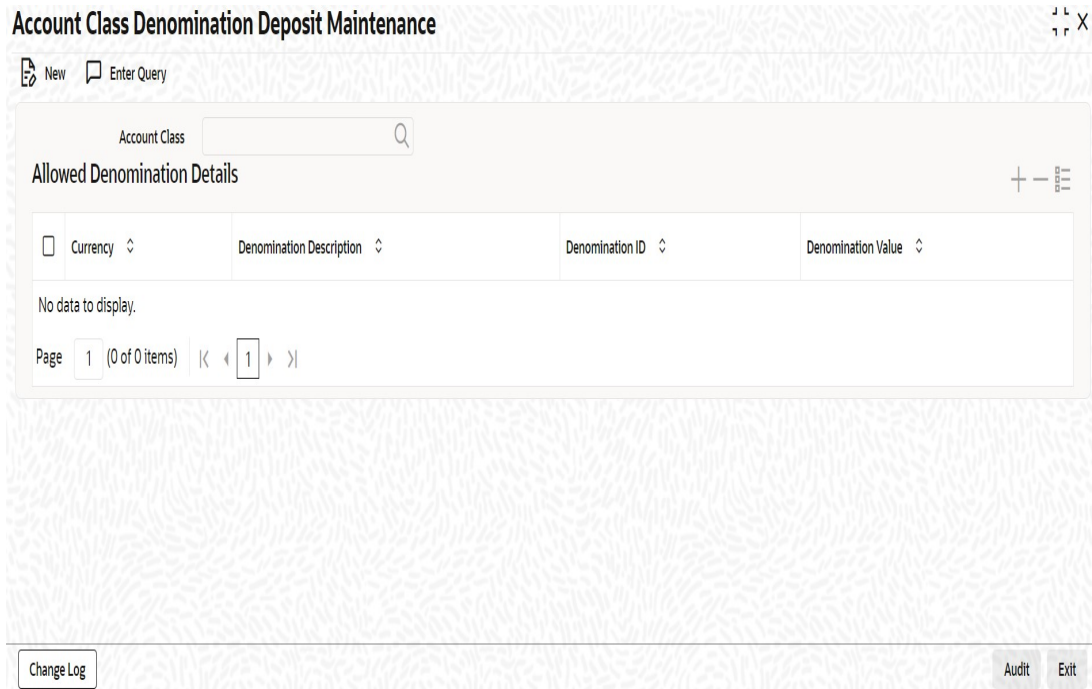 Account Class Denomination Deposit Maintenance
New Enter Query
Account Class
Allowed Denomination Details
Currency Denomination Description Denomination ID Denomination Value
No data to display.
Page 1 (0 of 0 items) 1
Change Log Audit Exit